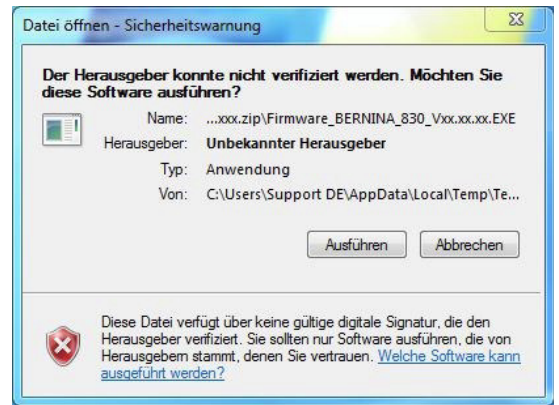 Datei öffnen - Sicherheitswarnung
Der Herausgeber konnte nicht verifiziert werden. Möchten Sie
diese Software ausführen?
Name: ...xxx.zip\Firmware_BERNINA_830_Vxx.xx.xx.EXE
Herausgeber: Unbekannter Herausgeber
Typ: Anwendung
Von: C:\Users\Support DE\AppData\Local\Temp\Te...
Ausführen Abbrechen
Diese Datei verfügt über keine gültige digitale Signatur, die den
Herausgeber verifiziert. Sie sollten nur Software ausführen, die von
Herausgebern stammt, denen Sie vertrauen. Welche Software kann
ausgeführt werden?